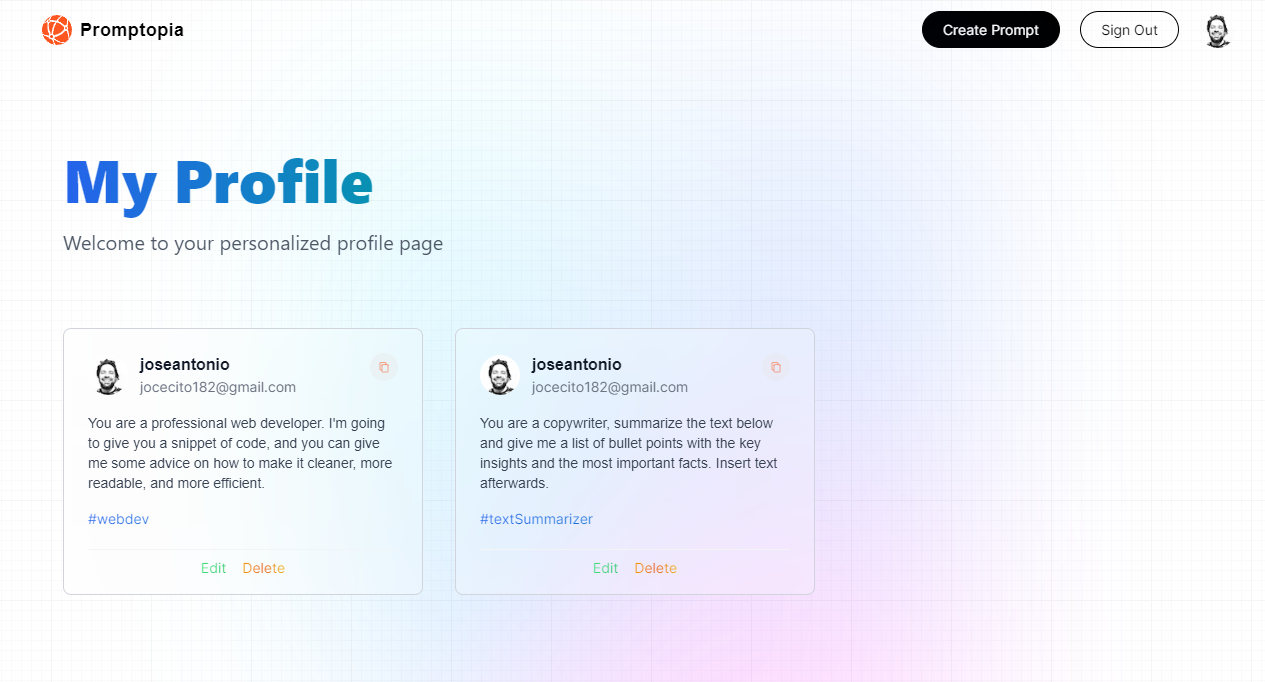 Promptopia
Create Prompt
Sign Out
My Profile
Welcome to your personalized profile page
joseantonio
jocecito182@gmail.com
You are a professional web developer. I'm going
to give you a snippet of code, and you can give
me some advice on how to make it cleaner, more
readable, and more efficient.
#webdev
Edit Delete
joseantonio
jocecito182@gmail.com
You are a copywriter, summarize the text below
and give me a list of bullet points with the key
insights and the most important facts. Insert text
afterwards.
#textSummarizer
Edit Delete